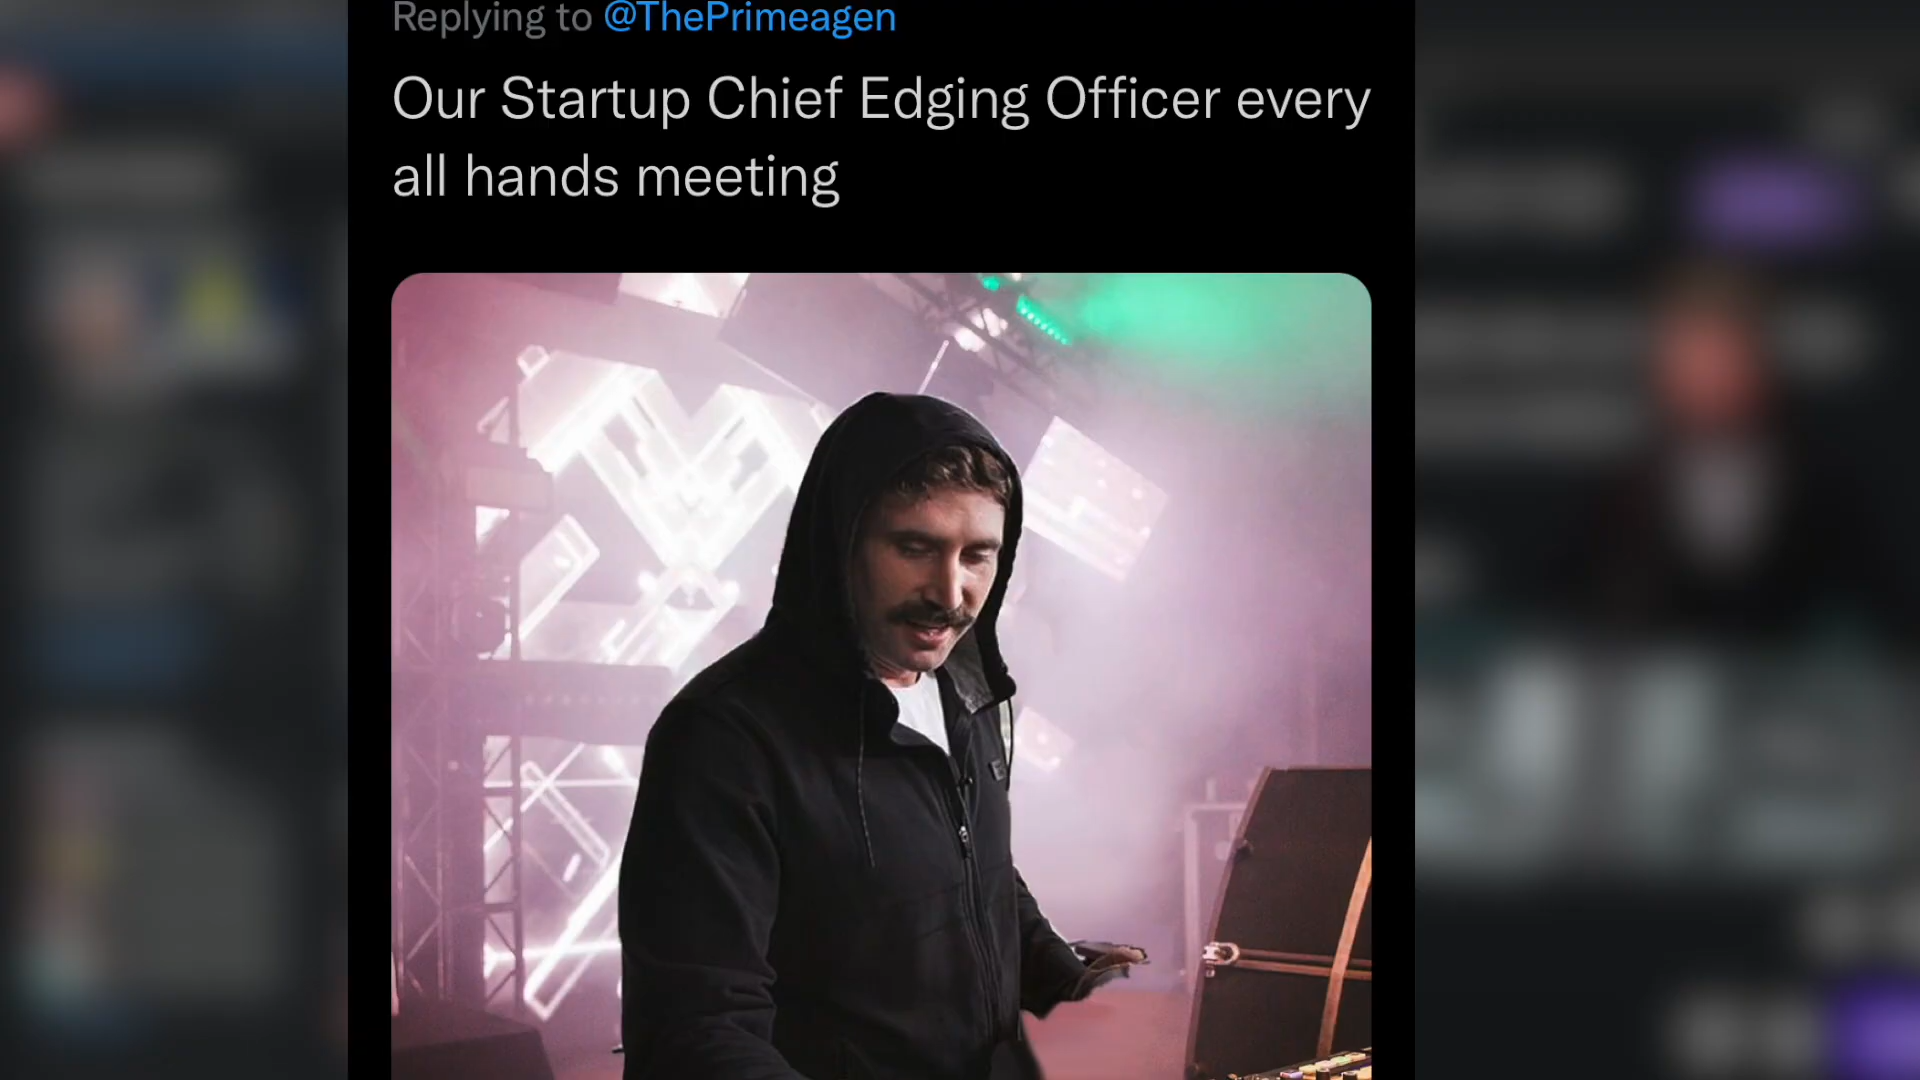 Replying to @ThePrimeagen
Our Startup Chief Edging Officer every
all hands meeting